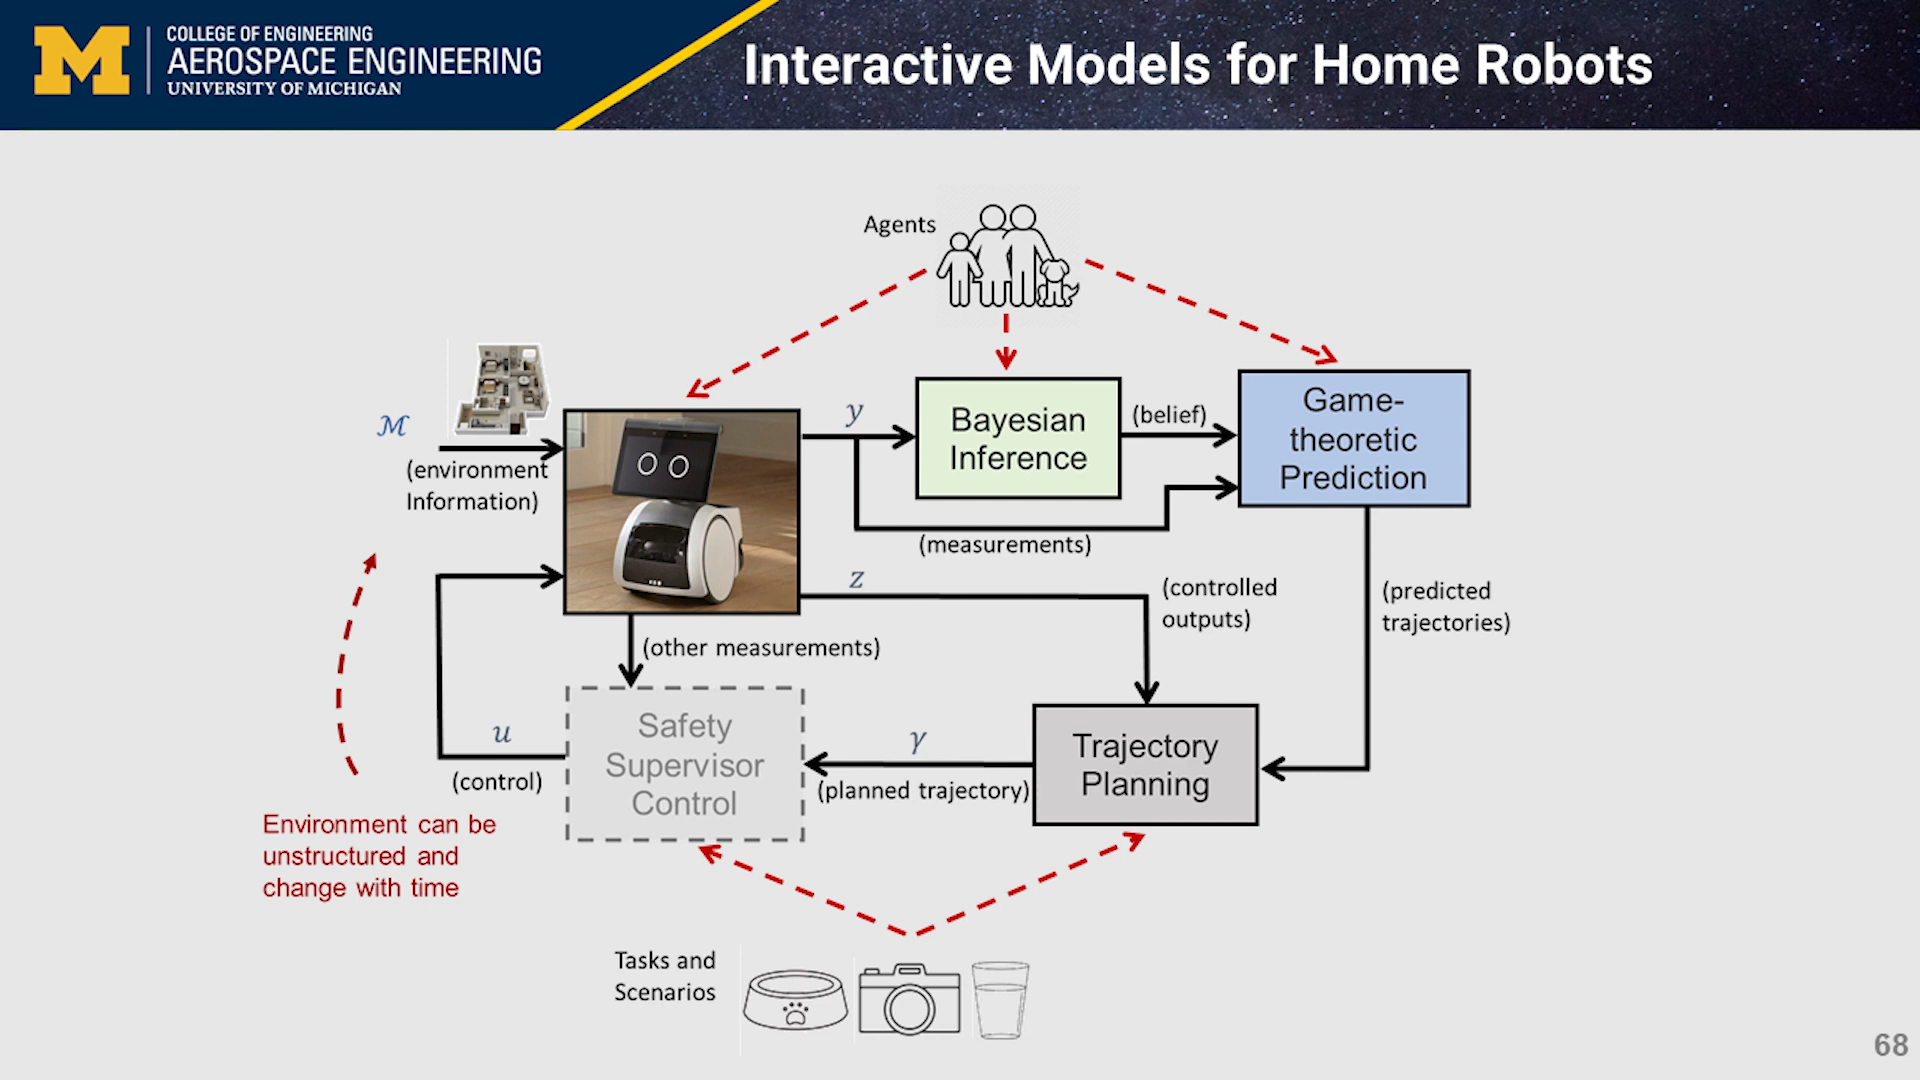 COLLEGE OF ENGINEERING
AEROSPACE ENGINEERING
UNIVERSITY OF MICHIGAN
Interactive Models for Home Robots
Agents
ℳ
(environment
Information)
y
Bayesian
Inference
(belief)
Game-
theoretic
Prediction
(measurements)
z
(controlled
outputs)
(predicted
trajectories)
(other measurements)
u
(control)
Safety
Supervisor
Control
γ
(planned trajectory)
Trajectory
Planning
Environment can be
unstructured and
change with time
Tasks and
Scenarios
68